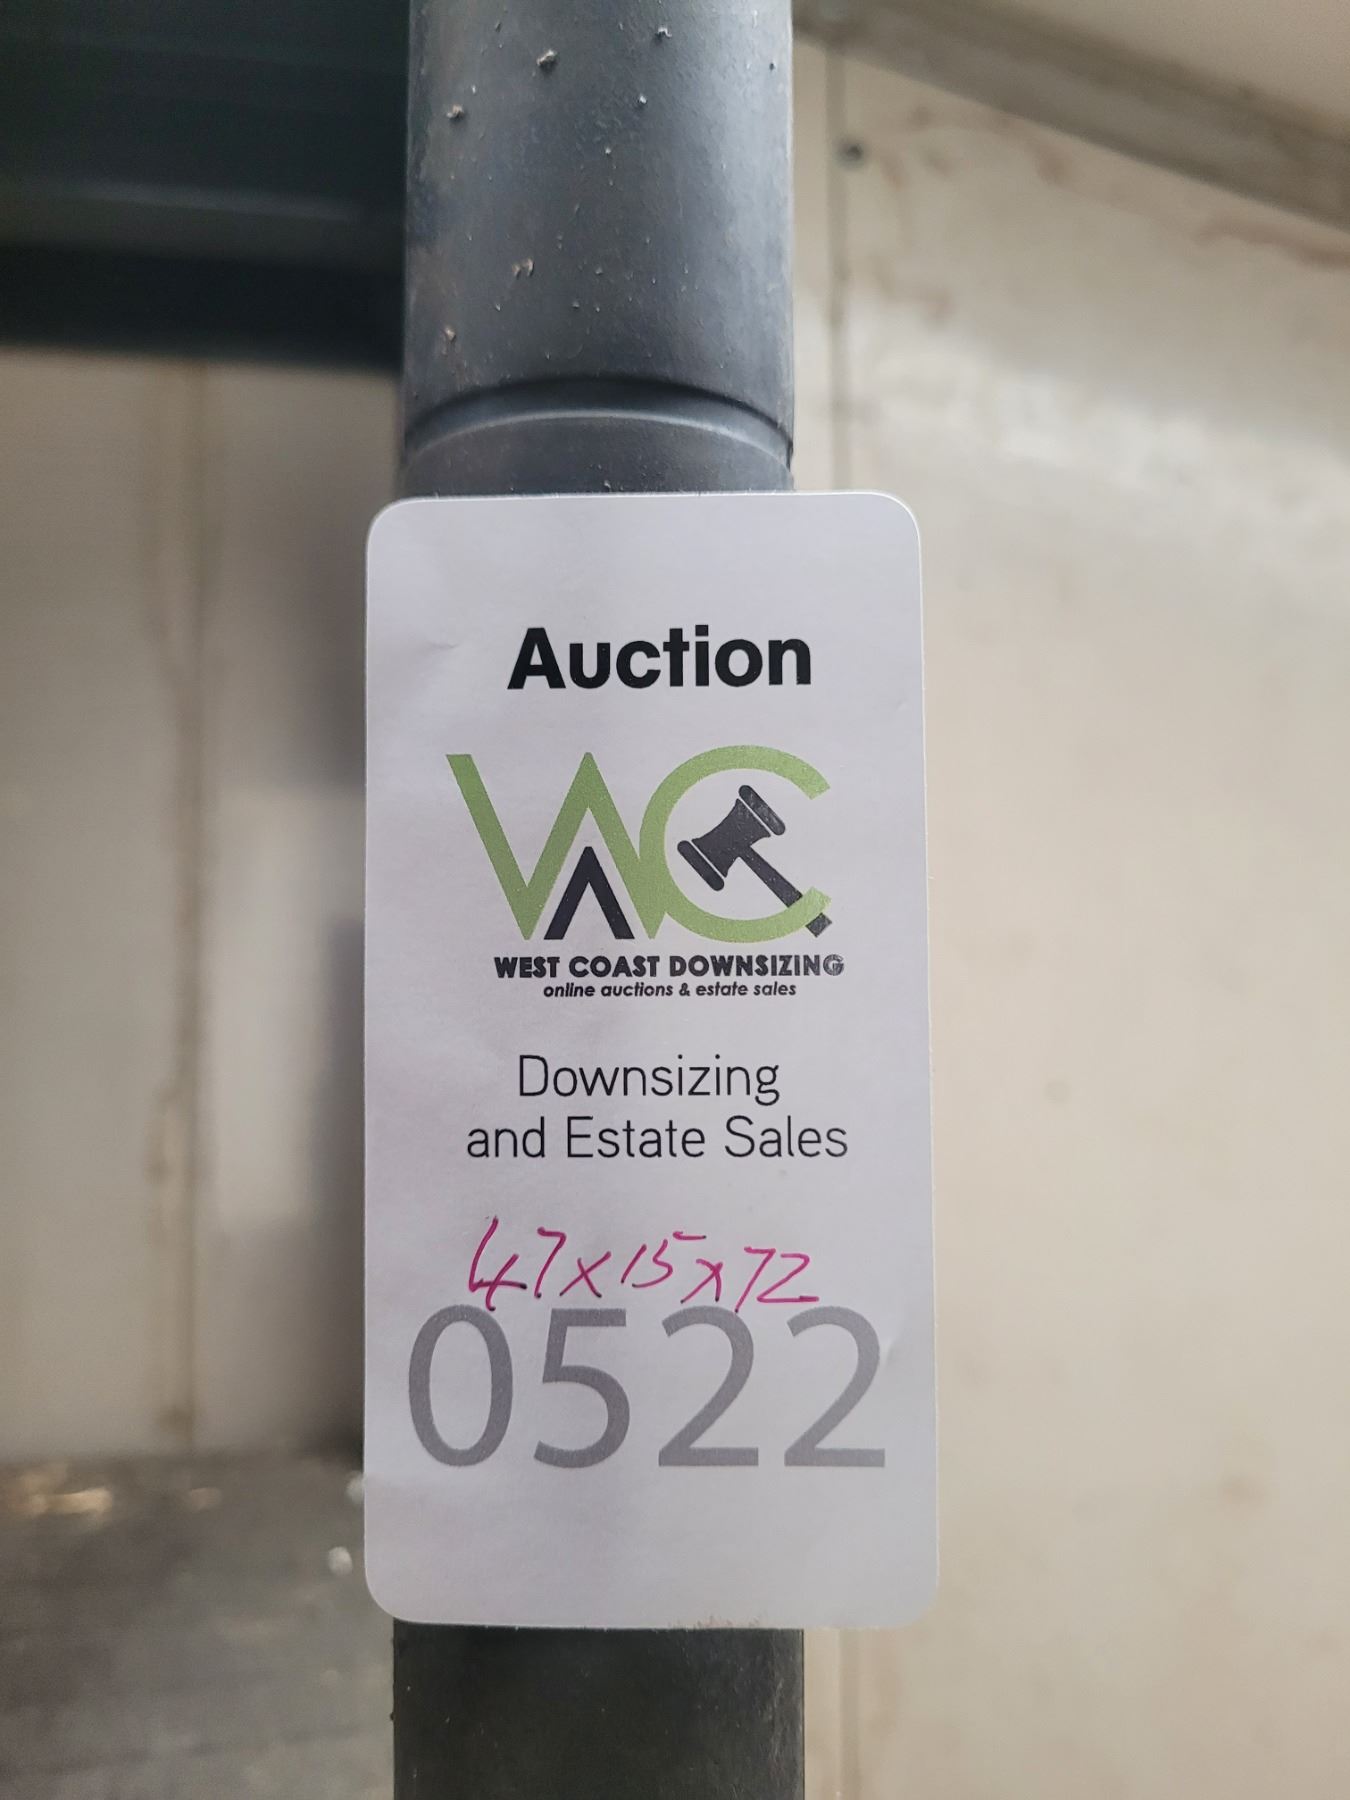 Auction
WC
WEST COAST DOWNSIZING
online auctions & estate sales
Downsizing
and Estate Sales
47x15x72
0522